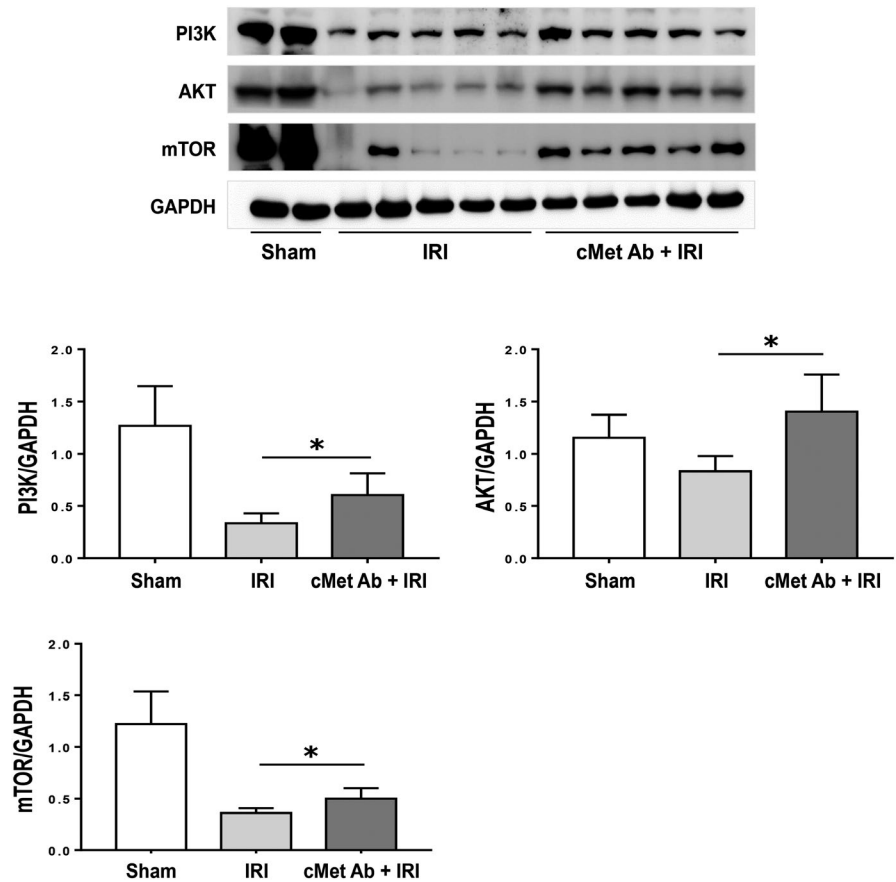 PI3K
AKT
mTOR
GAPDH
Sham IRI cMet Ab + IRI
PI3K/GAPDH
2.0
1.5
1.0
0.5
0.0
*
Sham IRI cMet Ab + IRI
AKT/GAPDH
2.0
1.5
1.0
0.5
0.0
*
Sham IRI cMet Ab + IRI
mTOR/GAPDH
2.0
1.5
1.0
0.5
0.0
*
Sham IRI cMet Ab + IRI